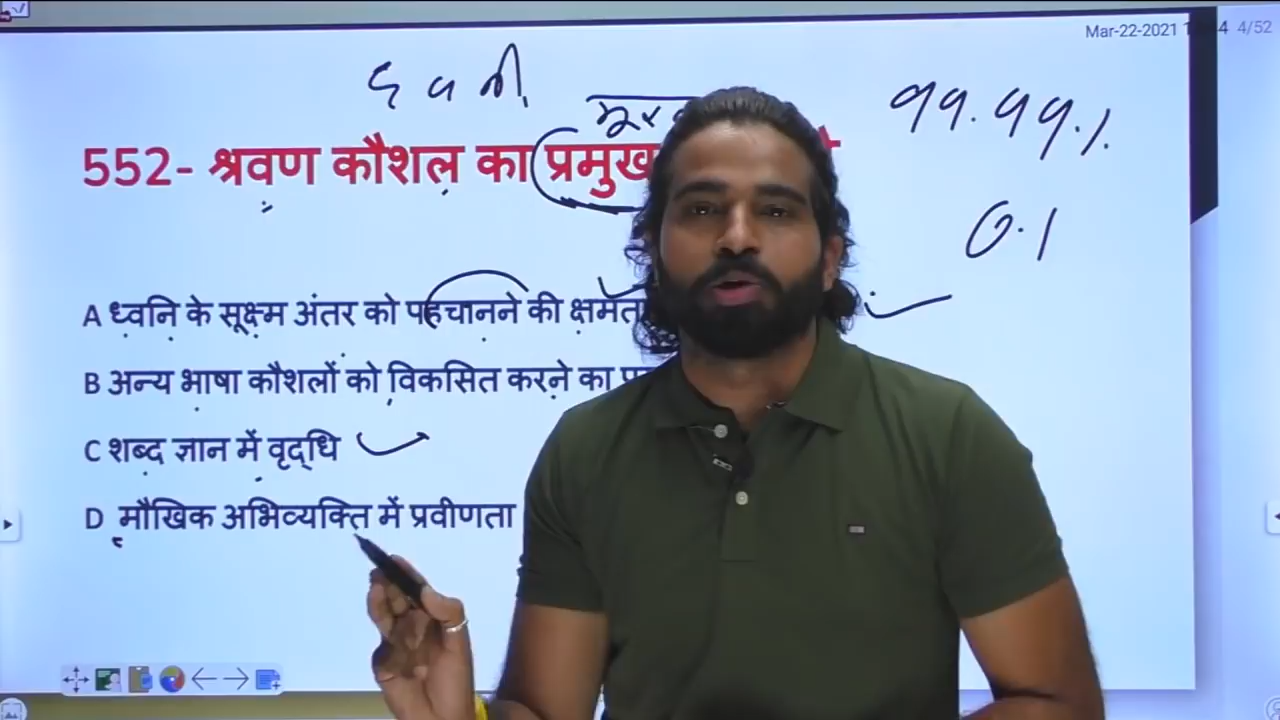 Mar-22-2021 4 4/52
99.99%.
552- श्रवण कौशल का प्रमुख
0.1
A ध्वनि के सूक्ष्म अंतर को पहचानने की क्षमता
B अन्य भाषा कौशलों को विकसित करने का
C शब्द ज्ञान में वृद्धि
D मौखिक अभिव्यक्ति में प्रवीणता